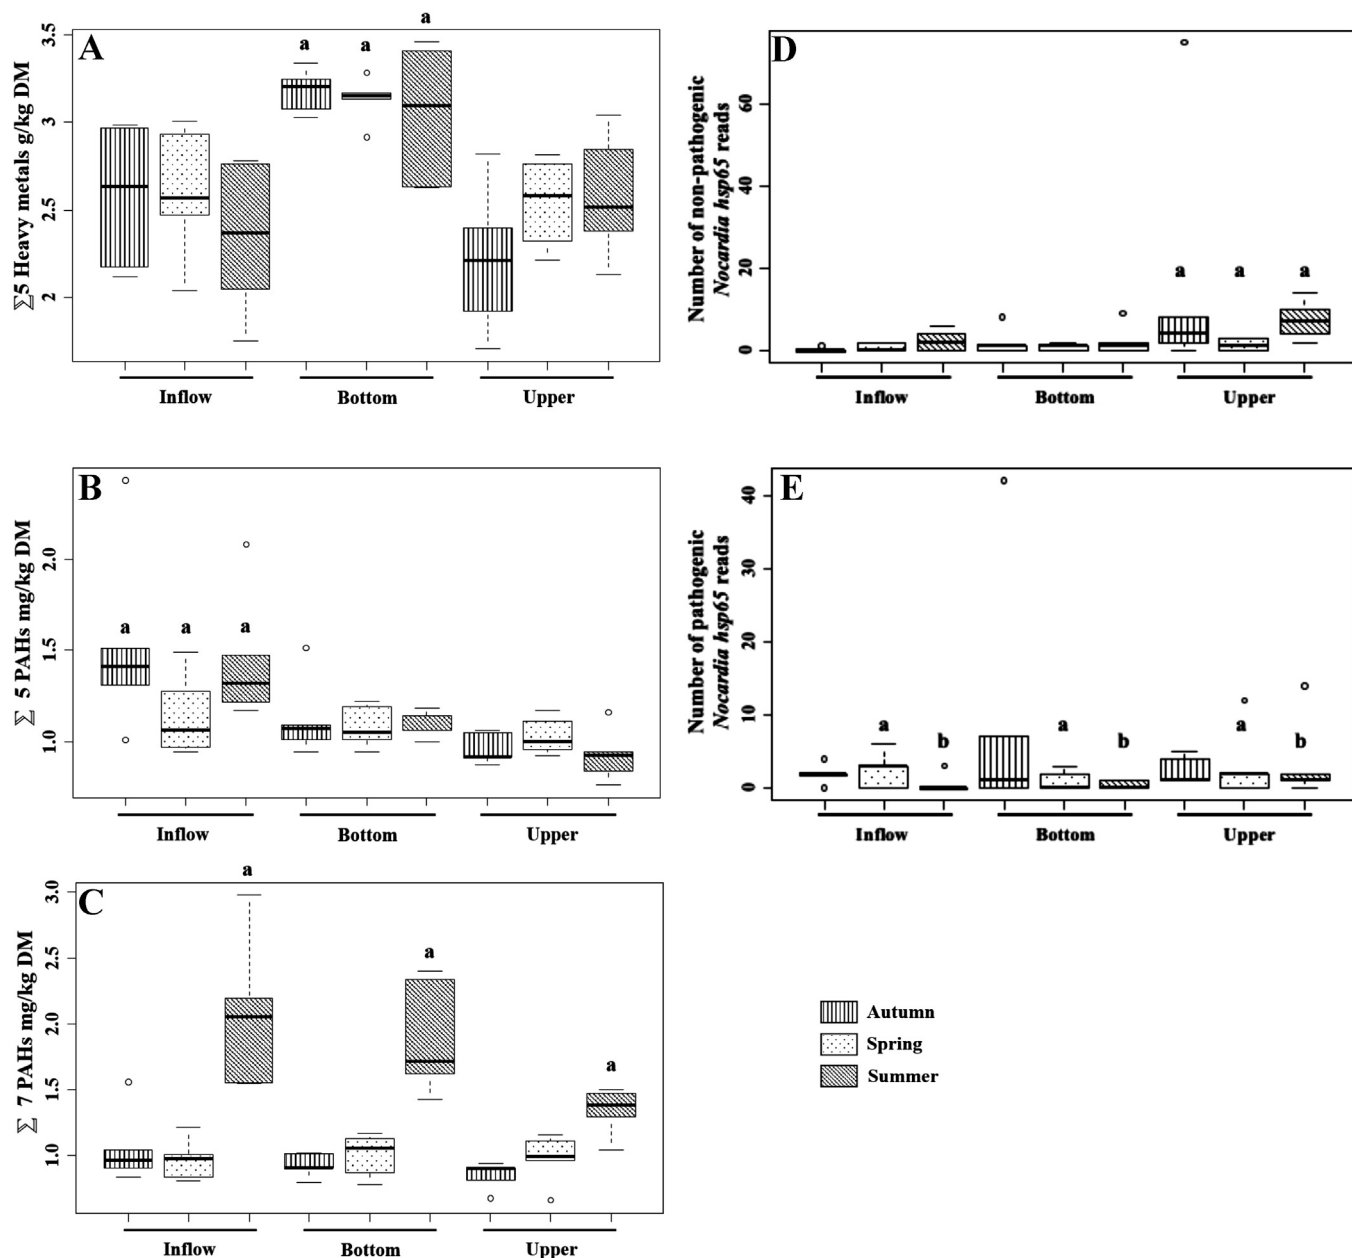 A
∑5 Heavy metals g/kg DM
3.5
3
2.5
2
a a a
Inflow Bottom Upper
B
∑ 5 PAHs mg/kg DM
2.0
1.5
1.0
a a a
Inflow Bottom Upper
C
∑ 7 PAHs mg/kg DM
3.0
2.5
2.0
1.5
1.0
a a a
Inflow Bottom Upper
D
Number of non-pathogenic
Nocardia hsp65 reads
60
40
20
0
a a a
Inflow Bottom Upper
E
Number of pathogenic
Nocardia hsp65 reads
40
30
20
10
0
a b a b a b
Inflow Bottom Upper
Autumn
Spring
Summer